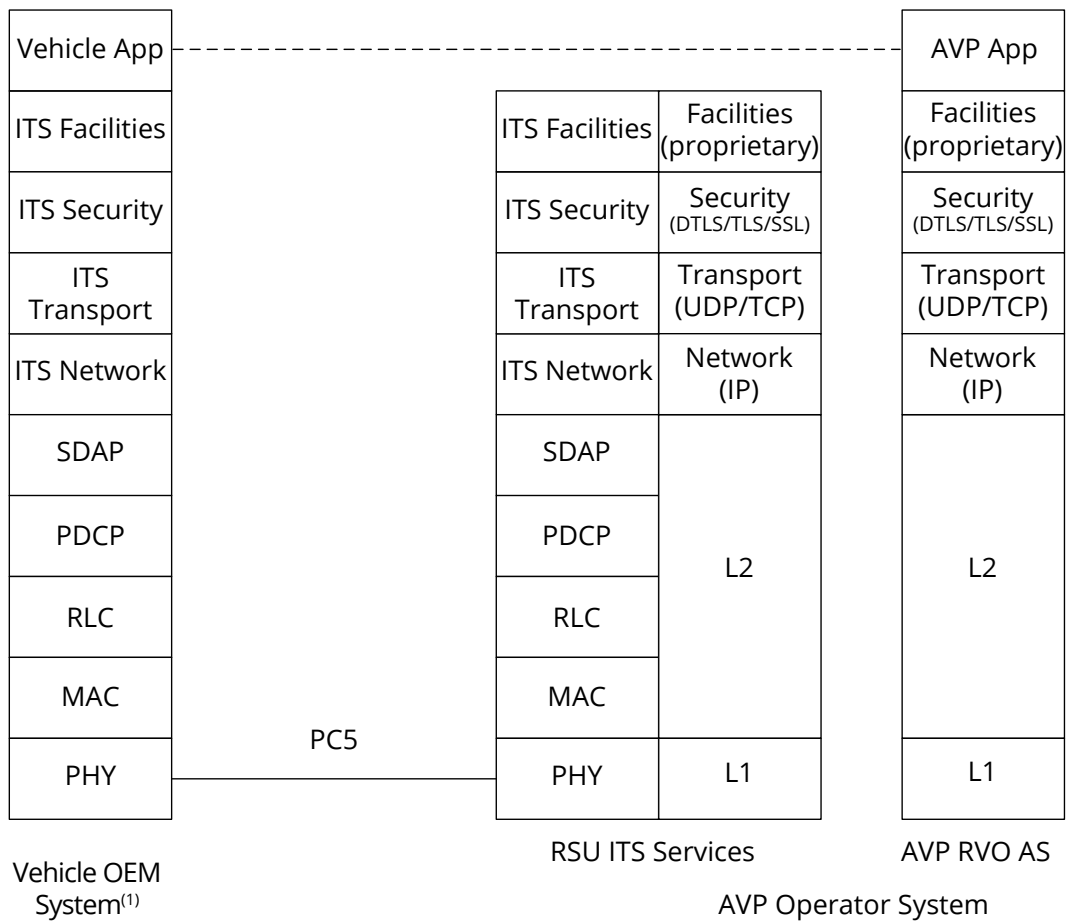 Vehicle App
AVP App
ITS Facilities
ITS Facilities
Facilities
(proprietary)
Facilities
(proprietary)
ITS Security
ITS Security
Security
(DTLS/TLS/SSL)
Security
(DTLS/TLS/SSL)
ITS
Transport
ITS
Transport
Transport
(UDP/TCP)
Transport
(UDP/TCP)
ITS Network
ITS Network
Network
(IP)
Network
(IP)
SDAP
SDAP
PDCP
PDCP
L2
L2
RLC
RLC
MAC
MAC
PC5
PHY
PHY
L1
L1
RSU ITS Services
AVP RVO AS
Vehicle OEM
System(1)
AVP Operator System